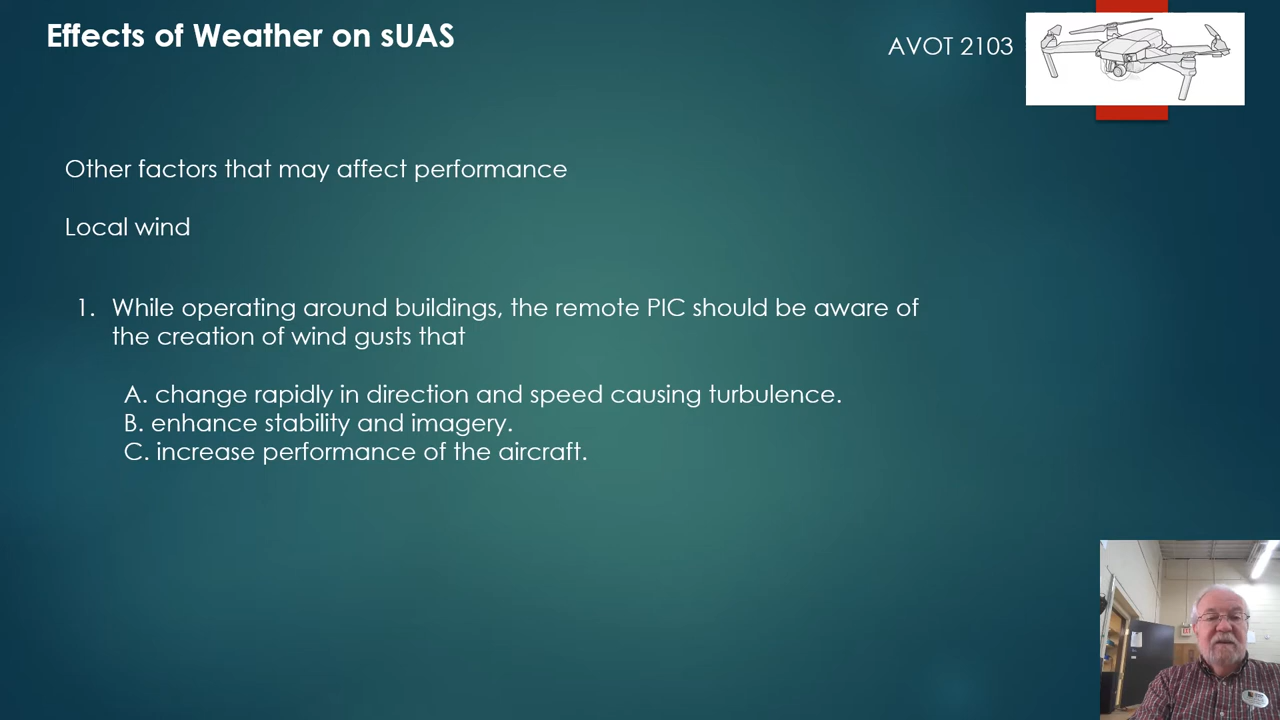 Effects of Weather on sUAS
AVOT 2103
Other factors that may affect performance
Local wind
1. While operating around buildings, the remote PIC should be aware of
the creation of wind gusts that
A. change rapidly in direction and speed causing turbulence.
B. enhance stability and imagery.
C. increase performance of the aircraft.